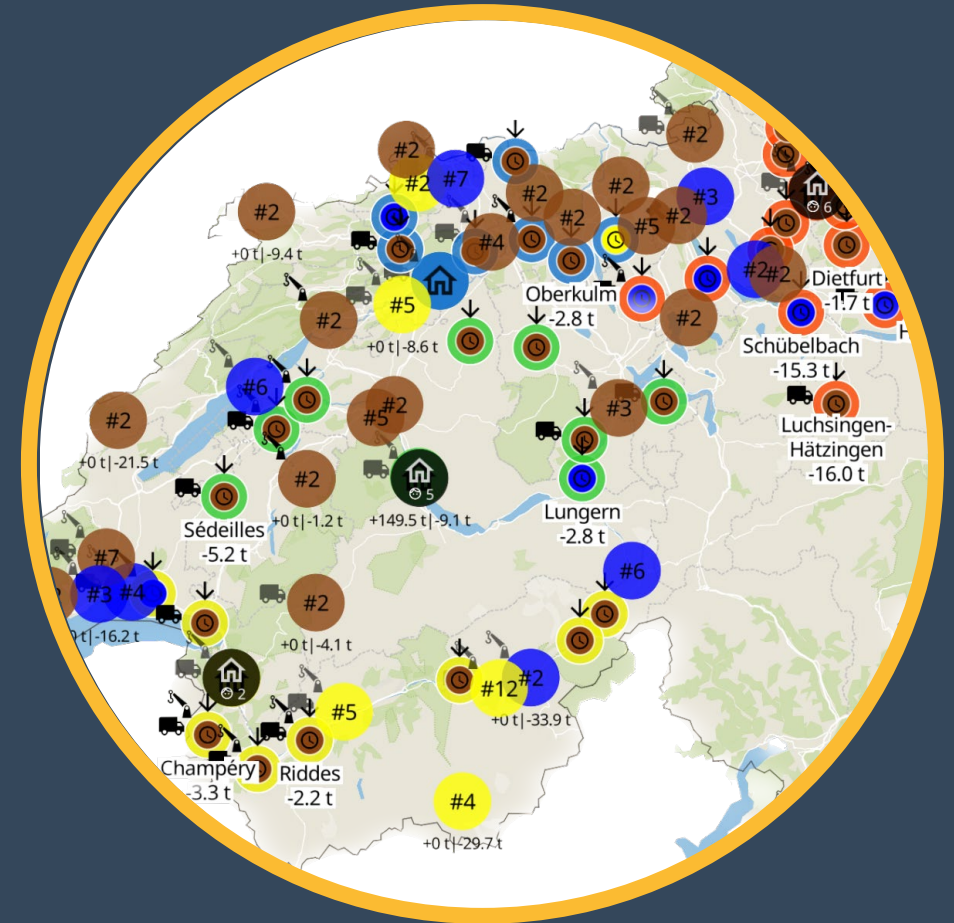 #2
#2
#2
#7
#2
#2
#2
#2
#5
#2
#3
6
#2
+0 t|-9.4 t
#4
#2
#2
Dietfurt
-1.7 t
Oberkulm
-2.8 t
#5
+0 t|-8.6 t
#2
#2
H
Schübelbach
-15.3 t
#6
#5
#2
#3
#2
+0 t|-21.5 t
Luchsingen-
Hätzingen
-16.0 t
#2
+0 t|-1.2 t
5
+149.5 t|-9.1 t
Sédeilles
-5.2 t
Lungern
-2.8 t
#7
#3
#4
0 t|-16.2 t
#6
#2
+0 t|-4.1 t
2
#12
#2
+0 t|-33.9 t
#5
Champéry
-3.3 t
Riddes
-2.2 t
#4
+0 t|-29.7 t